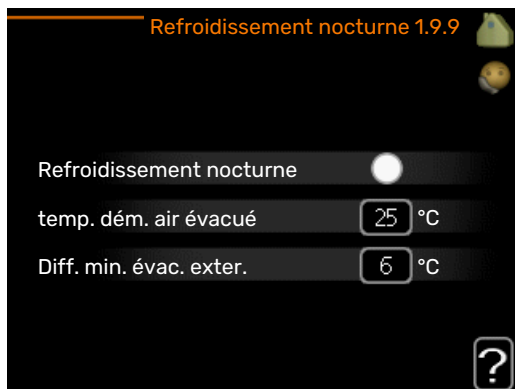 Refroidissement nocturne 1.9.9
Refroidissement nocturne
temp. dém. air évacué 25 °C
Diff. min. évac. exter. 6 °C
?